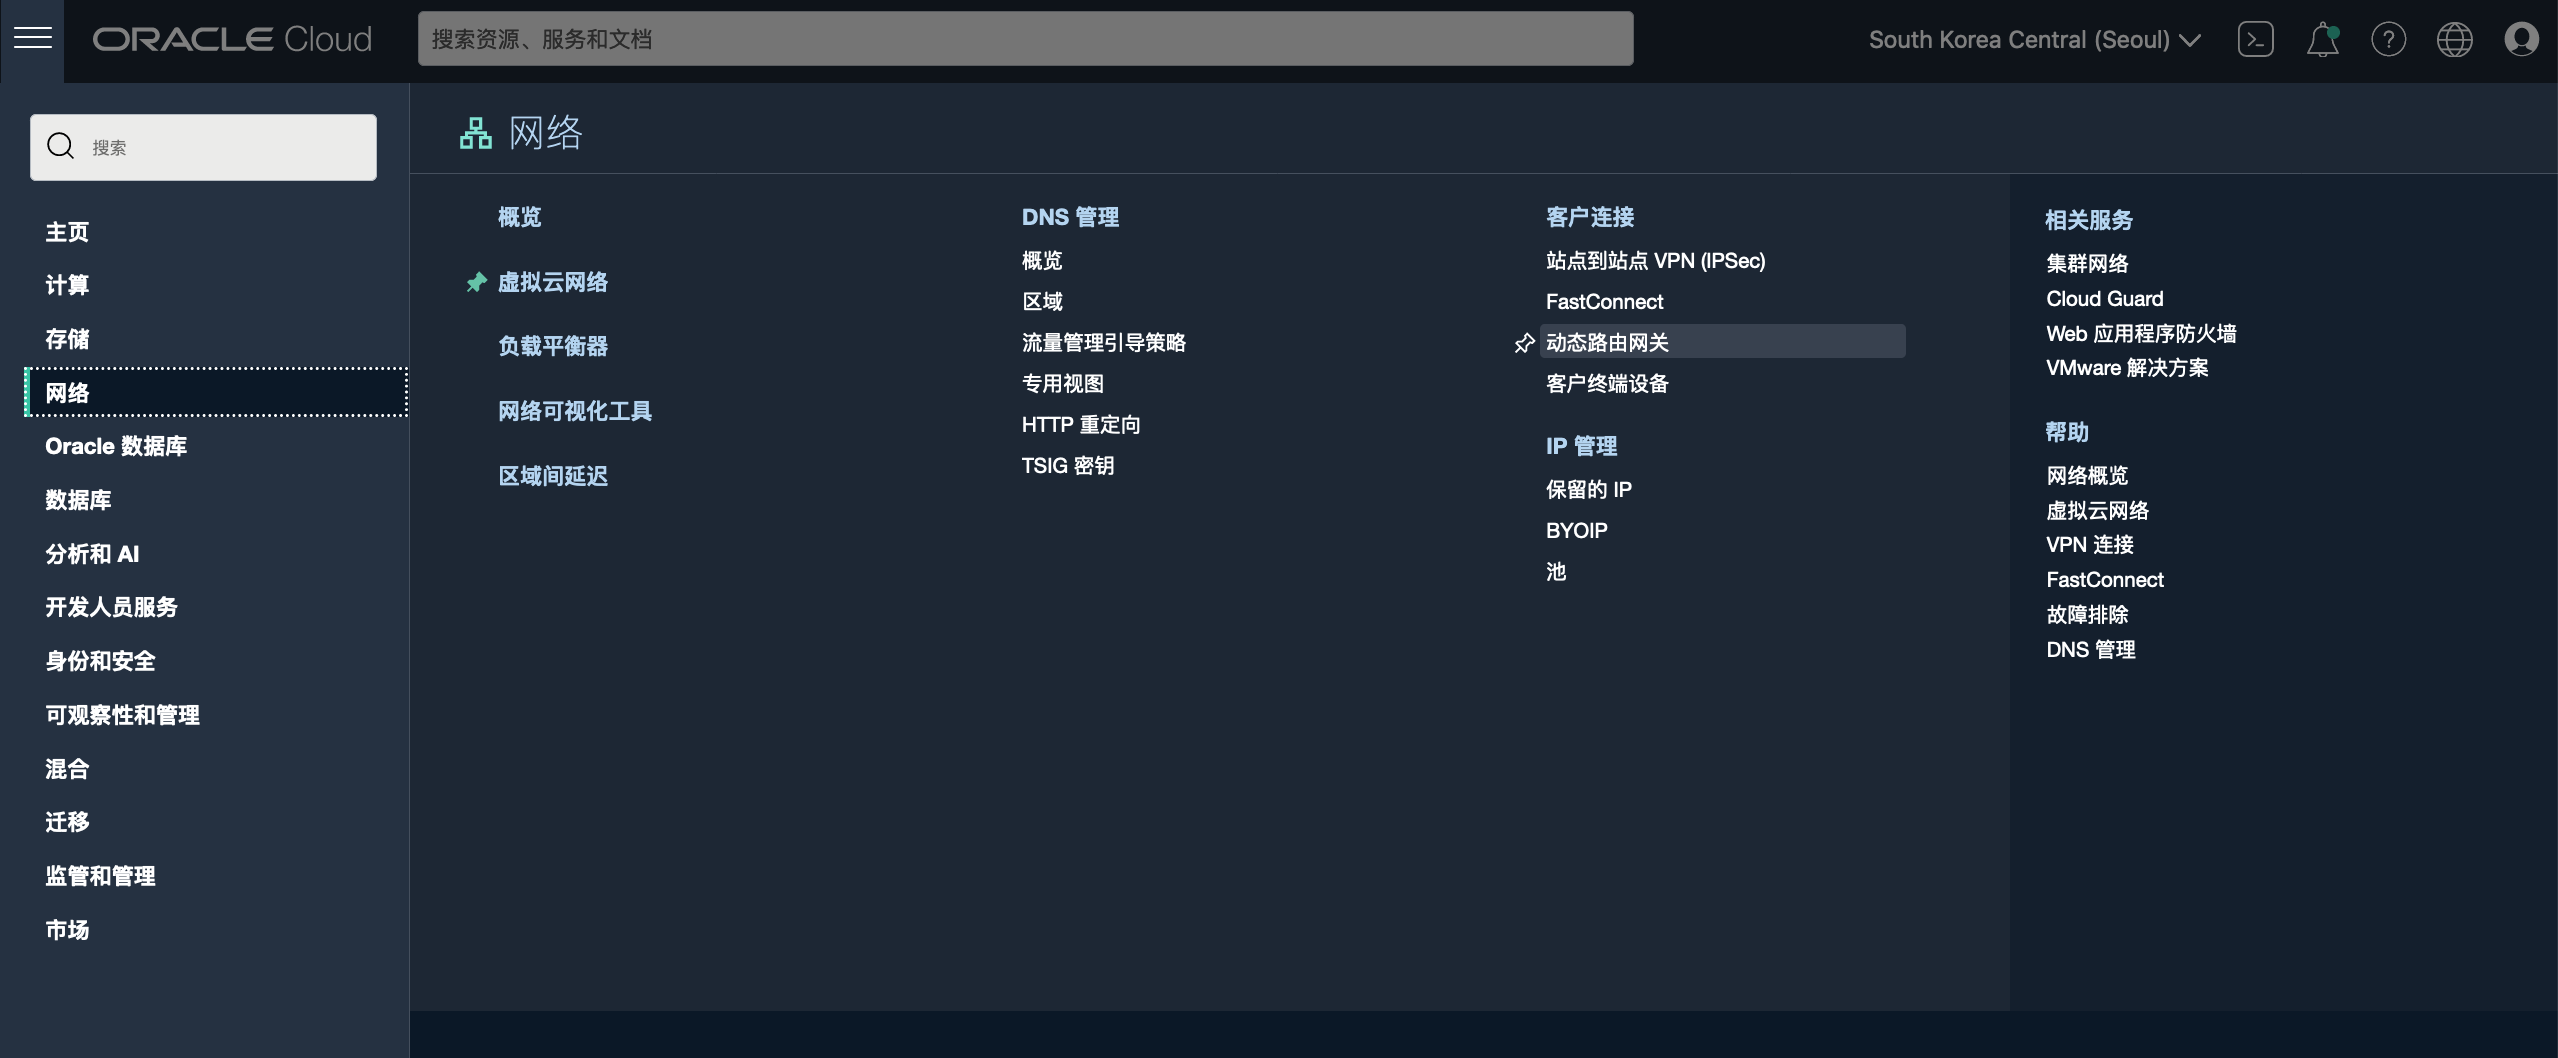 ORACLE Cloud
搜索资源、服务和文档
South Korea Central (Seoul)
搜索
主页
计算
存储
网络
Oracle 数据库
数据库
分析和 AI
开发人员服务
身份和安全
可观察性和管理
混合
迁移
监管和管理
市场
网络
概览
虚拟云网络
负载平衡器
网络可视化工具
区域间延迟
DNS 管理
概览
区域
流量管理引导策略
专用视图
HTTP 重定向
TSIG 密钥
客户连接
站点到站点 VPN (IPSec)
FastConnect
动态路由网关
客户终端设备
IP 管理
保留的 IP
BYOIP
池
相关服务
集群网络
Cloud Guard
Web 应用程序防火墙
VMware 解决方案
帮助
网络概览
虚拟云网络
VPN 连接
FastConnect
故障排除
DNS 管理